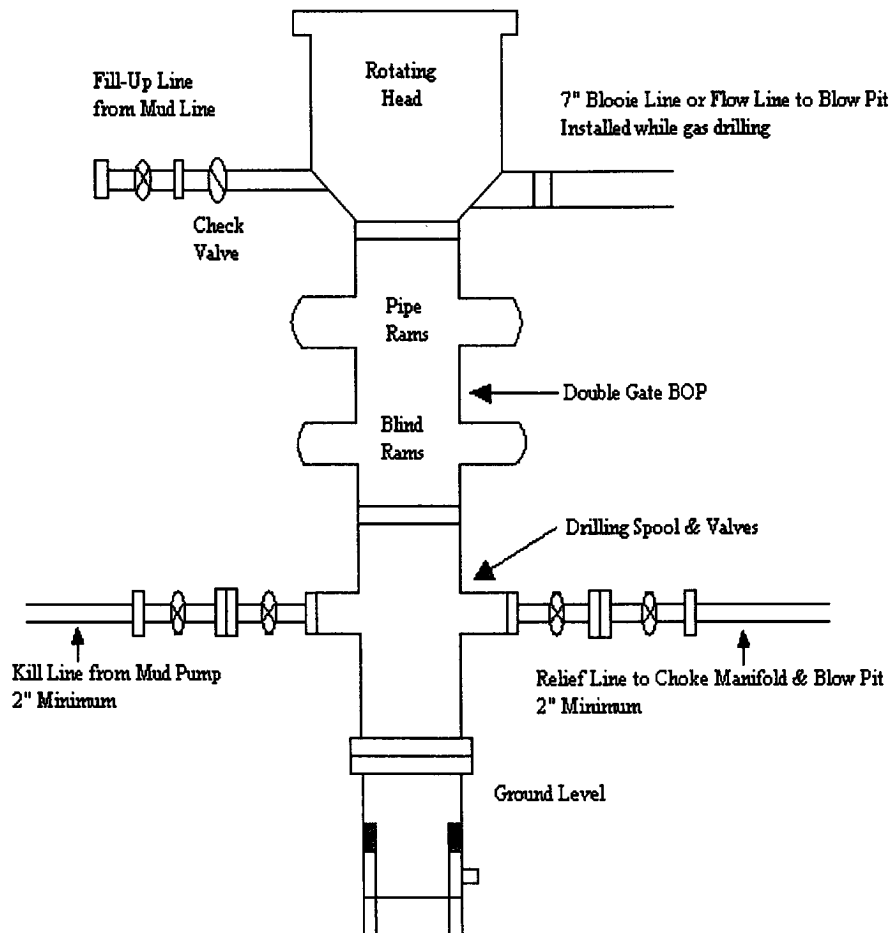 Rotating
Head
Fill-Up Line
from Mud Line
7" Blooie Line or Flow Line to Blow Pit
Installed while gas drilling
Check
Valve
Pipe
Rams
Double Gate BOP
Blind
Rams
Drilling Spool & Valves
Kill Line from Mud Pump
2" Minimum
Relief Line to Choke Manifold & Blow Pit
2" Minimum
Ground Level